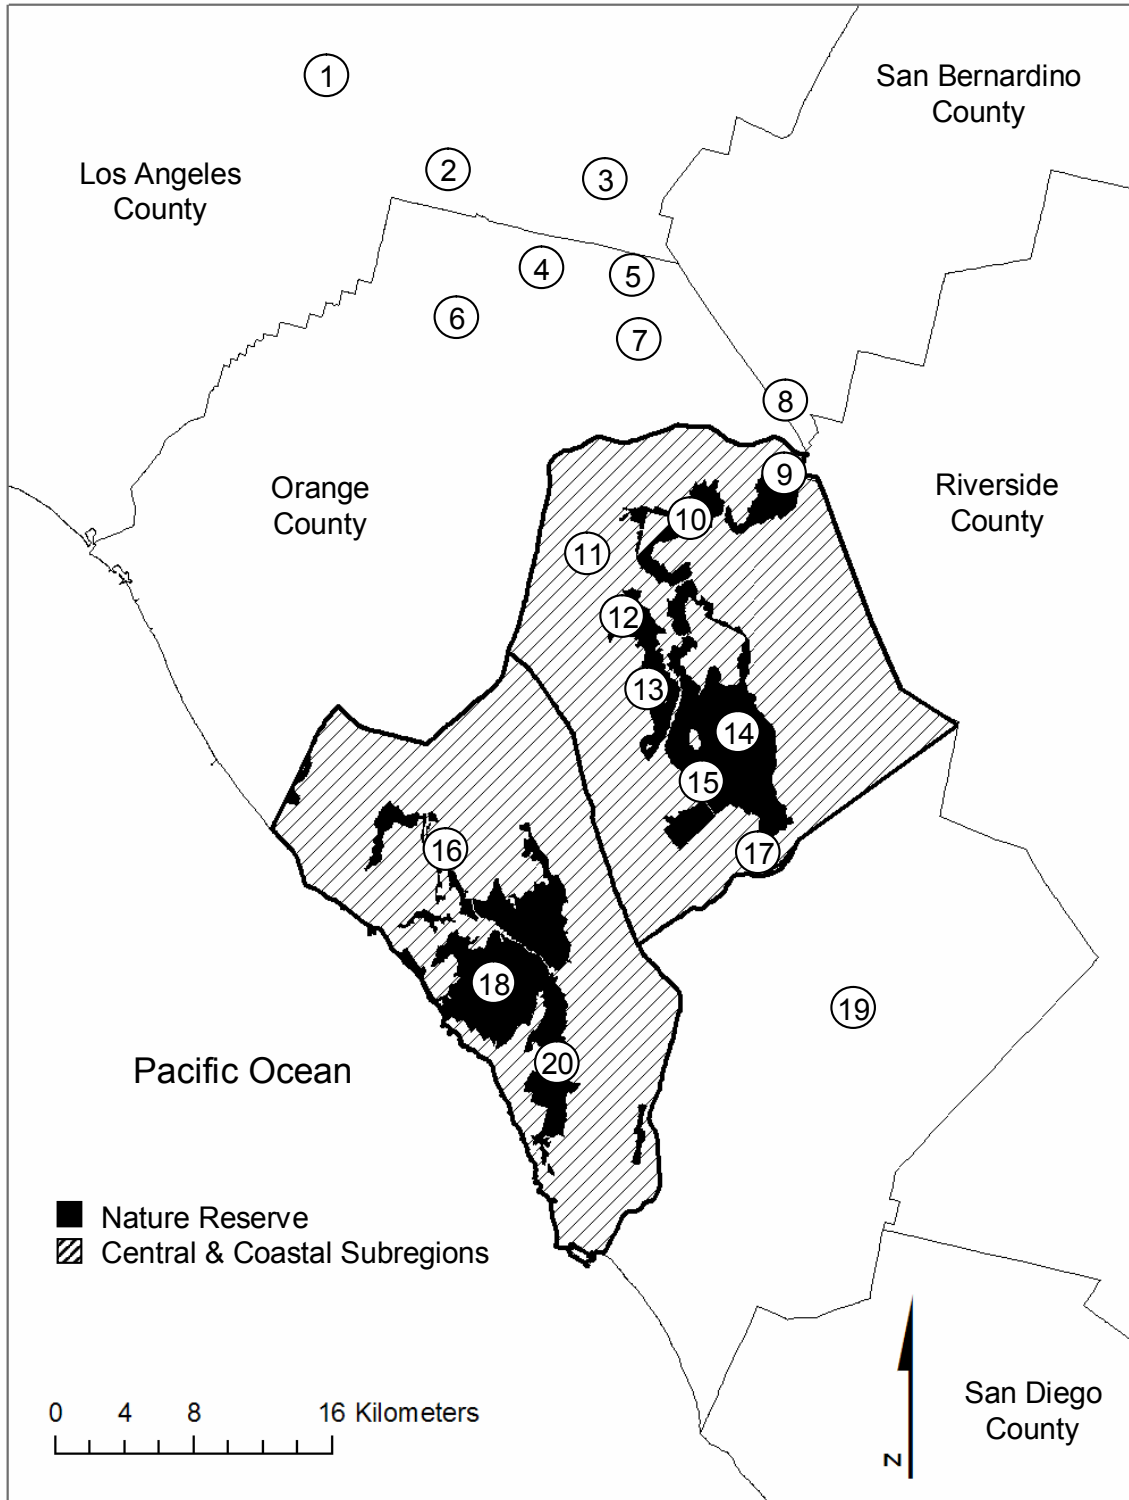 1
San Bernardino
County
2
3
Los Angeles
County
4
5
6
7
8
9
Orange
County
Riverside
County
10
11
12
13
14
15
16
17
18
19
20
Pacific Ocean
Nature Reserve
Central & Coastal Subregions
0 4 8 16 Kilometers
San Diego
County
N